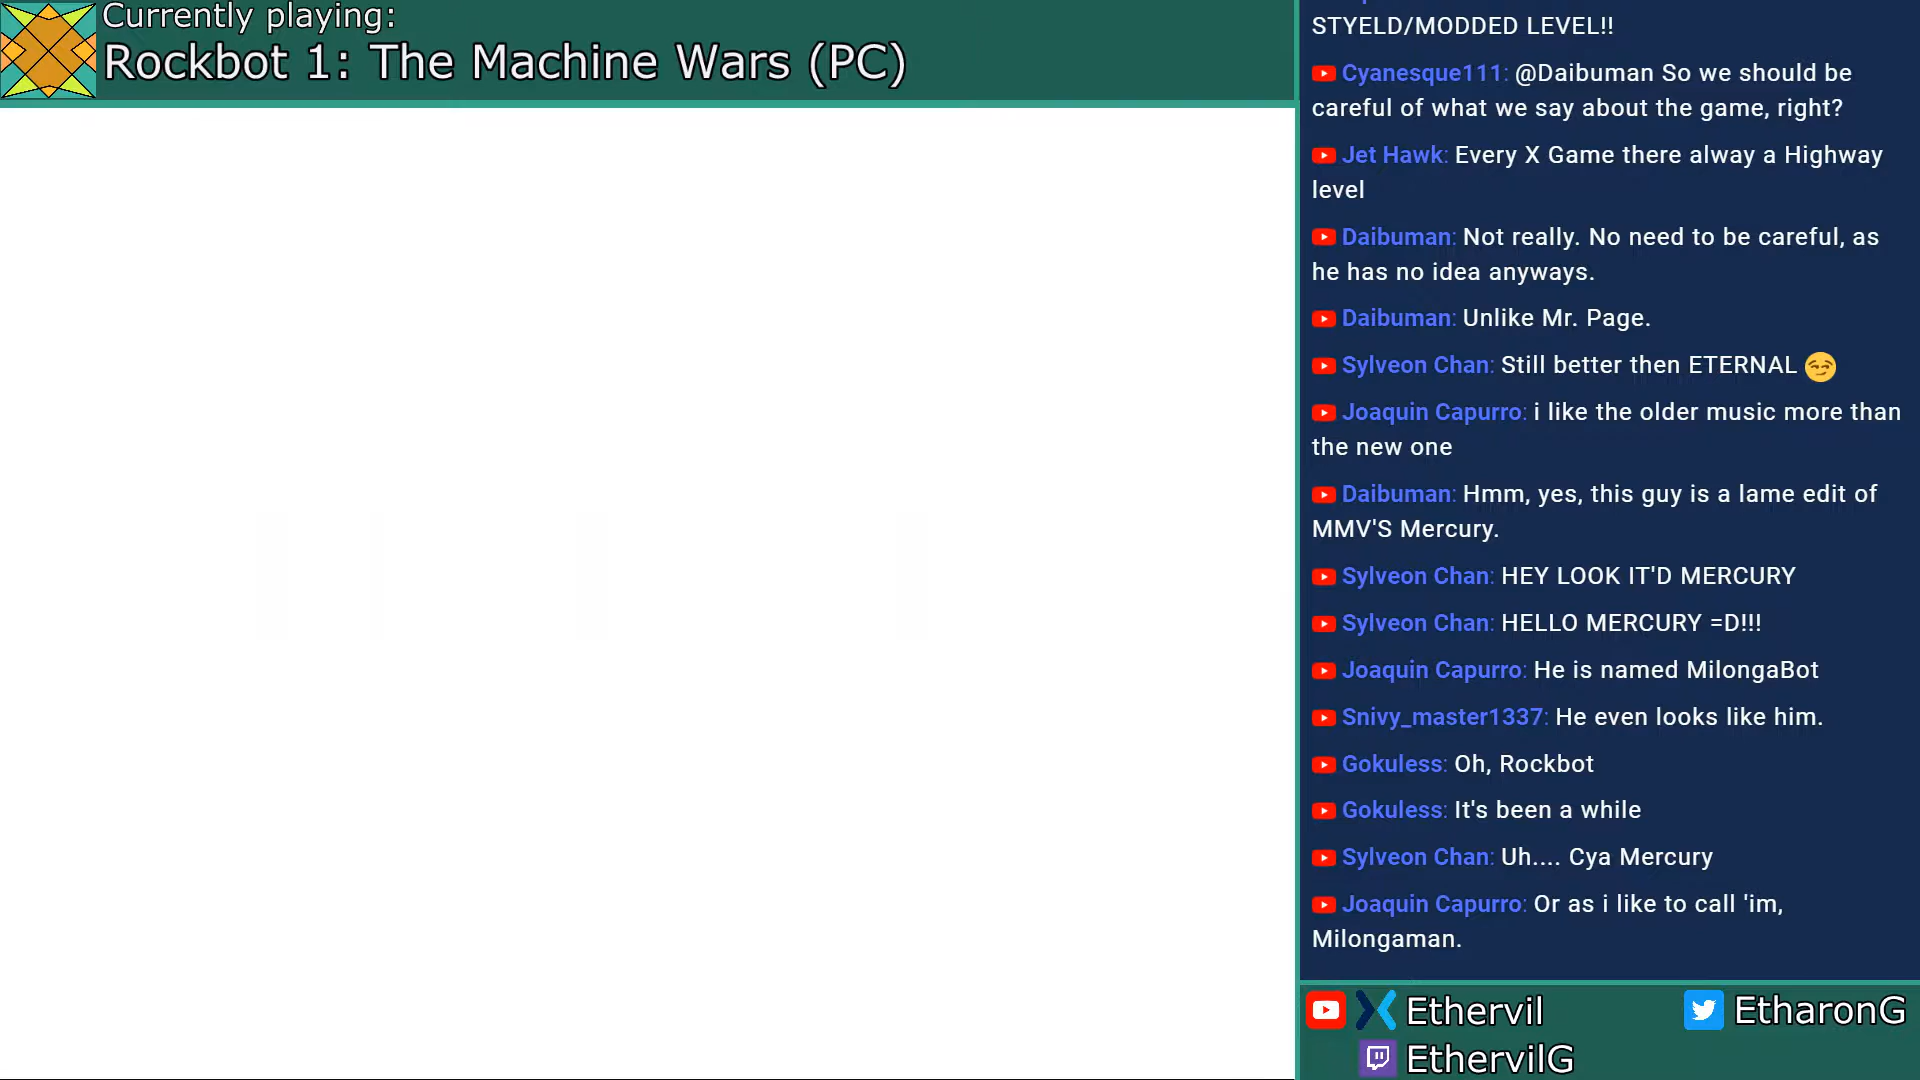 Currently playing:
Rockbot 1: The Machine Wars (PC)
STYELD/MODDED LEVEL!!
Cyanesque111: @Daibuman So we should be
careful of what we say about the game, right?
Jet Hawk: Every X Game there alway a Highway
level
Daibuman: Not really. No need to be careful, as
he has no idea anyways.
Daibuman: Unlike Mr. Page.
Sylveon Chan: Still better then ETERNAL 😏
Joaquin Capurro: i like the older music more than
the new one
Daibuman: Hmm, yes, this guy is a lame edit of
MMV'S Mercury.
Sylveon Chan: HEY LOOK IT'D MERCURY
Sylveon Chan: HELLO MERCURY =D!!!
Joaquin Capurro: He is named MilongaBot
Snivy_master1337: He even looks like him.
Gokuless: Oh, Rockbot
Gokuless: It's been a while
Sylveon Chan: Uh.... Cya Mercury
Joaquin Capurro: Or as i like to call 'im,
Milongaman.
Ethervil
EtharonG
EthervilG